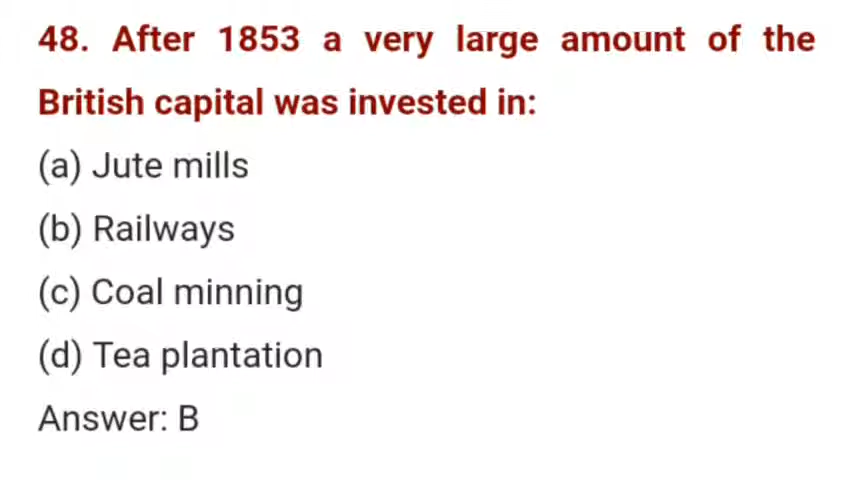 48. After 1853 a very large amount of the
British capital was invested in:
(a) Jute mills
(b) Railways
(c) Coal minning
(d) Tea plantation
Answer: B